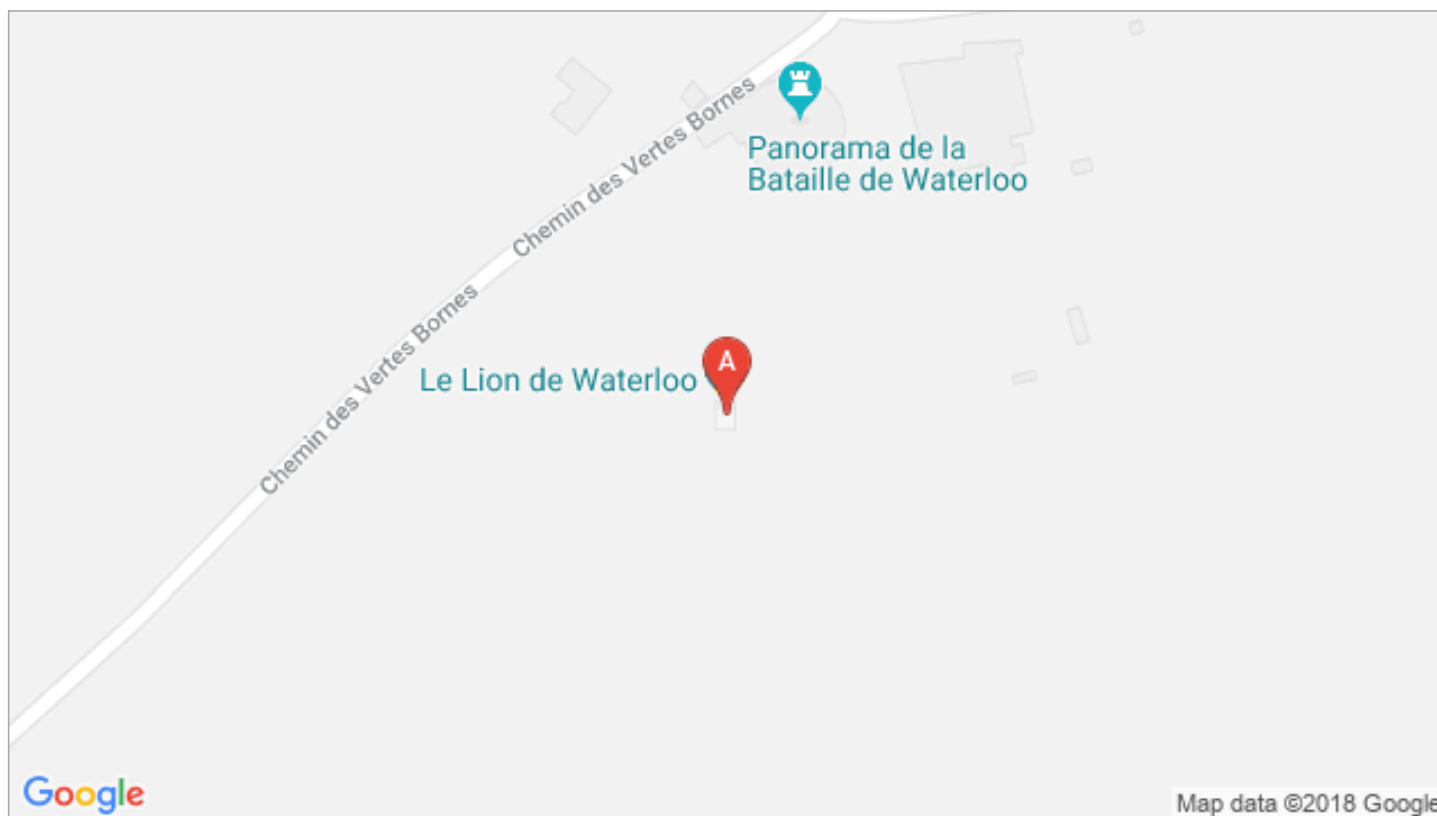 Chemin des Vertes Bornes
Panorama de la
Bataille de Waterloo
Chemin des Vertes Bornes
Le Lion de Waterloo
A
Google
Map data ©2018 Google